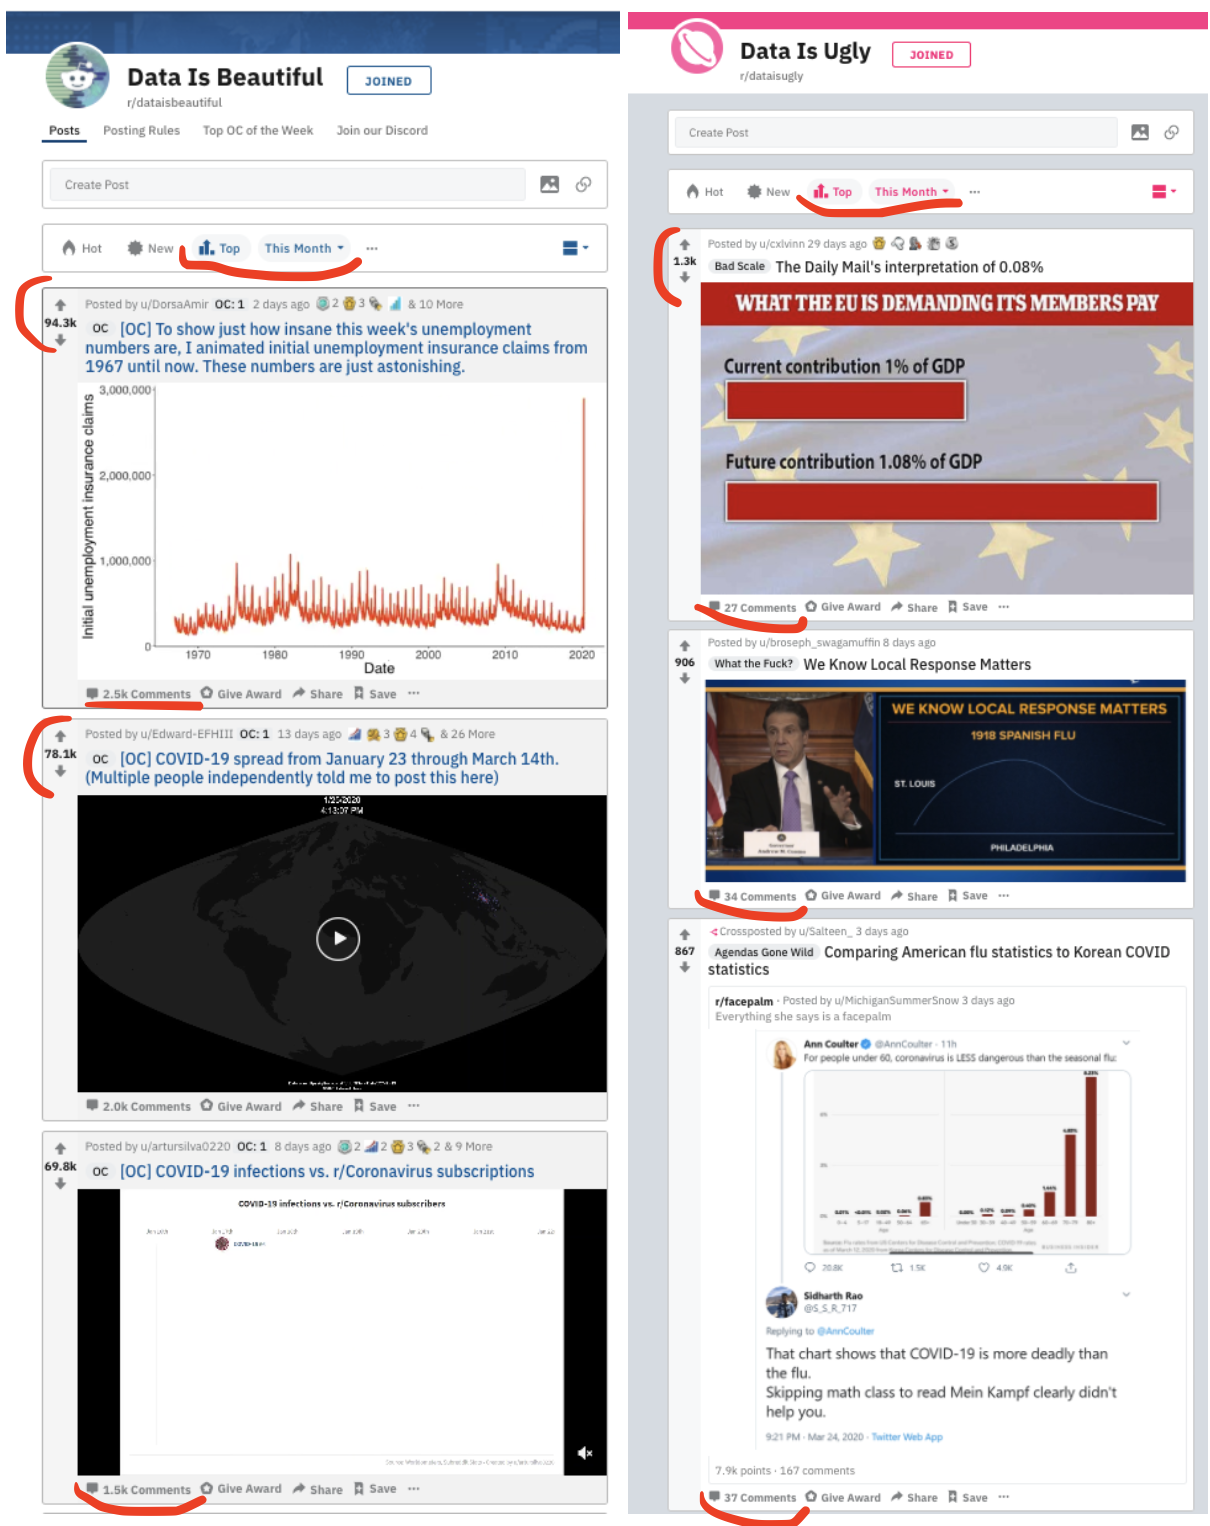 Data Is Beautiful
JOINED
r/dataisbeautiful
Posts Posting Rules Top OC of the Week Join our Discord
Create Post
Hot New Top This Month ...
94.3k
Posted by u/DorsaAmir OC: 1 2 days ago 2 3 & 10 More
OC [OC] To show just how insane this week's unemployment
numbers are, I animated initial unemployment insurance claims from
1967 until now. These numbers are just astonishing.
Initial unemployment insurance claims
3,000,000
2,000,000
1,000,000
0
1970 1980 1990 2000 2010 2020
Date
2.5k Comments Give Award Share Save ...
78.1k
Posted by u/Edward-EFHIII OC: 1 13 days ago 3 4 & 26 More
OC [OC] COVID-19 spread from January 23 through March 14th.
(Multiple people independently told me to post this here)
1/25/2020
4:13:07 PM
2.0k Comments Give Award Share Save ...
69.8k
Posted by u/artursilva0220 OC: 1 8 days ago 2 2 3 2 & 9 More
OC [OC] COVID-19 infections vs. r/Coronavirus subscriptions
COVID-19 infections vs. r/Coronavirus subscribers
1.5k Comments Give Award Share Save ...
Data Is Ugly
JOINED
r/dataisugly
Create Post
Hot New Top This Month ...
1.3k
Posted by u/cxlvinn 29 days ago
Bad Scale The Daily Mail's interpretation of 0.08%
WHAT THE EU IS DEMANDING ITS MEMBERS PAY
Current contribution 1% of GDP
Future contribution 1.08% of GDP
27 Comments Give Award Share Save ...
906
Posted by u/broseph_swagamuffin 8 days ago
What the Fuck? We Know Local Response Matters
WE KNOW LOCAL RESPONSE MATTERS
1918 SPANISH FLU
ST. LOUIS
PHILADELPHIA
34 Comments Give Award Share Save ...
867
Crossposted by u/Salteen_ 3 days ago
Agendas Gone Wild Comparing American flu statistics to Korean COVID
statistics
r/facepalm · Posted by u/MichiganSummerSnow 3 days ago
Everything she says is a facepalm
Ann Coulter @AnnCoulter · 11h
For people under 60, coronavirus is LESS dangerous than the seasonal flu:
20.8K 1.5K 4.9K
Sidharth Rao
@S_S_R_717
Replying to @AnnCoulter
That chart shows that COVID-19 is more deadly than
the flu.
Skipping math class to read Mein Kampf clearly didn't
help you.
9:21 PM · Mar 24, 2020 · Twitter Web App
7.9k points · 167 comments
37 Comments Give Award Share Save ...